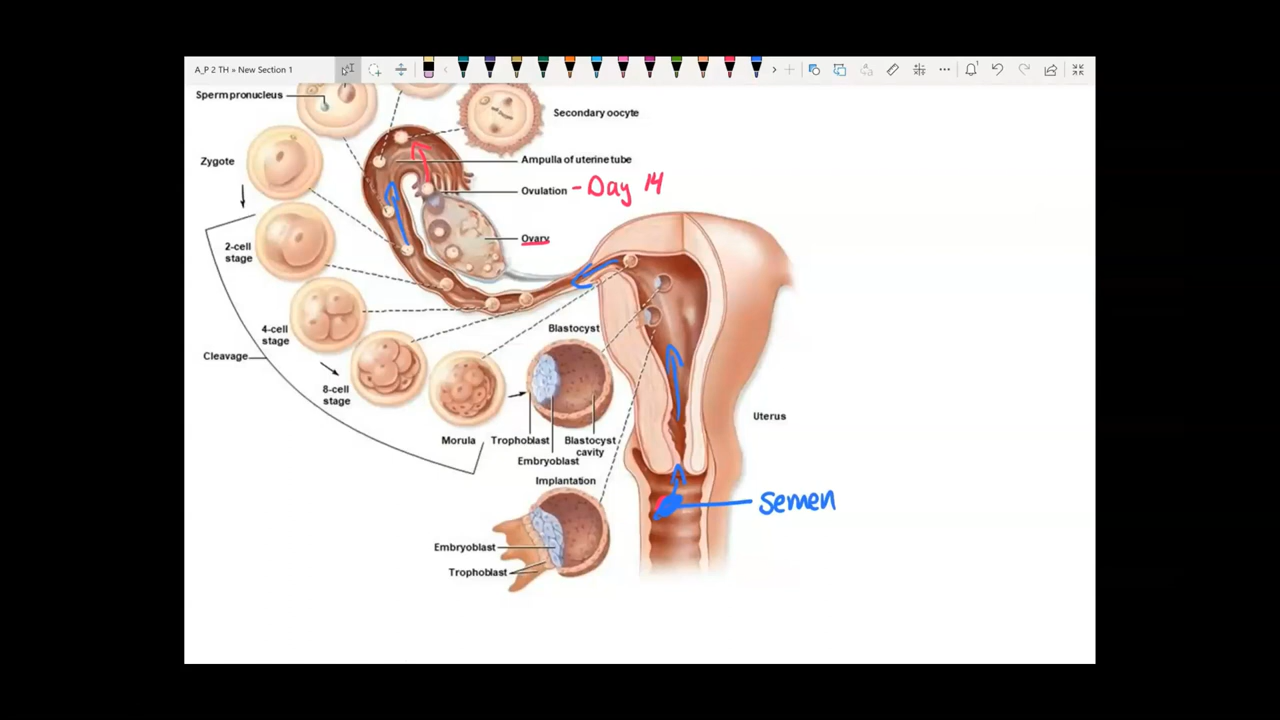 A_P 2 TH » New Section 1
Sperm pronucleus
Secondary oocyte
Zygote
Ampulla of uterine tube
Ovulation - Day 14
Ovary
2-cell
stage
4-cell
stage
Cleavage
8-cell
stage
Blastocyst
Morula
Trophoblast
Blastocyst
cavity
Embryoblast
Uterus
Implantation
Semen
Embryoblast
Trophoblast